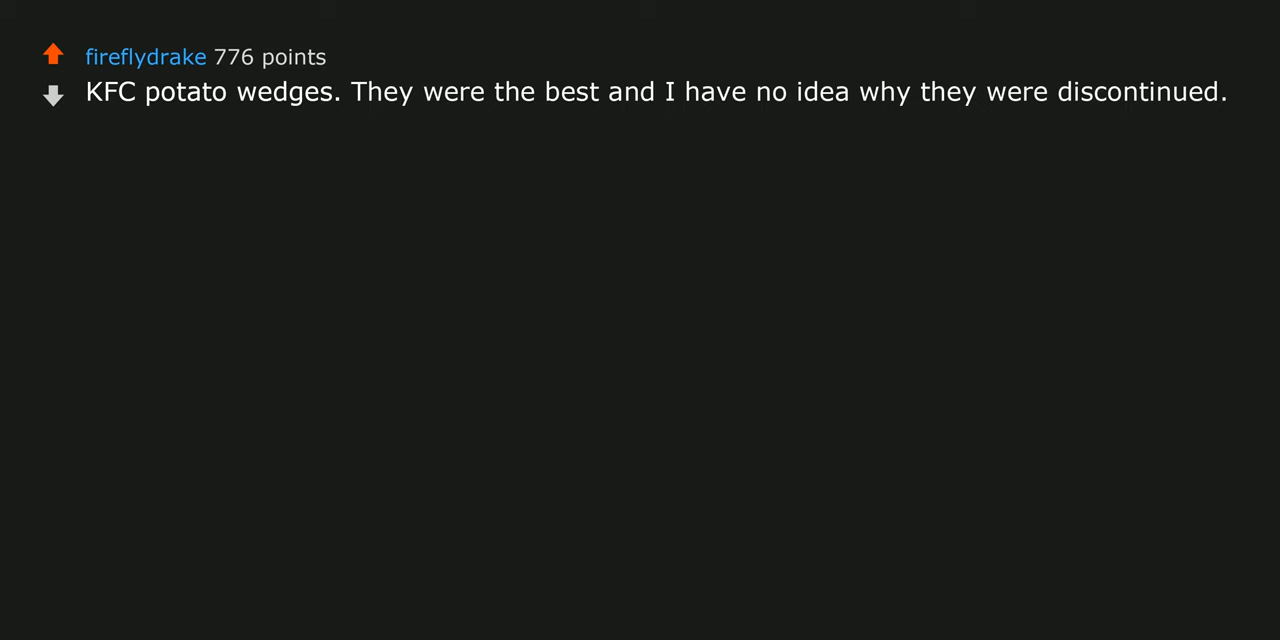 fireflydrake 776 points
KFC potato wedges. They were the best and I have no idea why they were discontinued.